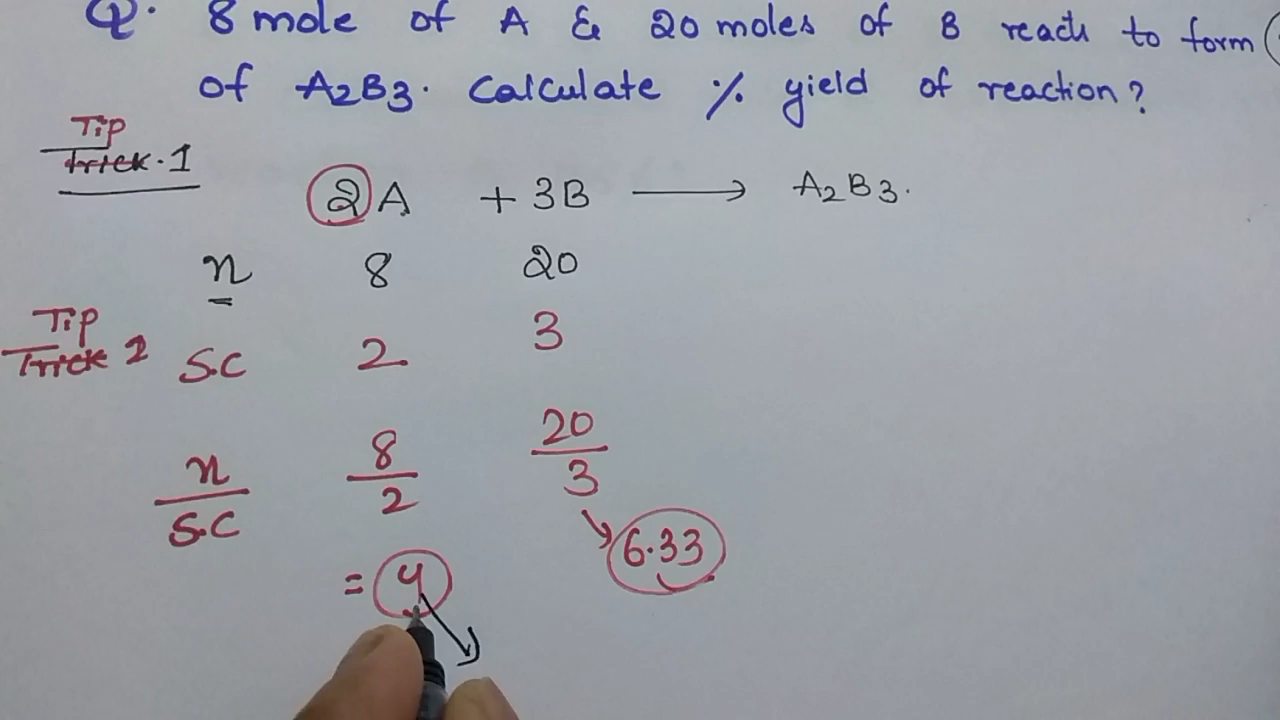 Q. 8 mole of A & 20 moles of B reacts to form
of A2B3. Calculate % yield of reaction?
Tip
Trick.1
2A + 3B ⟶ A2B3.
n 8 20
Tip
Trick 2
S.C 2 3
n/S.C 8/2 20/3
= 4 6.33